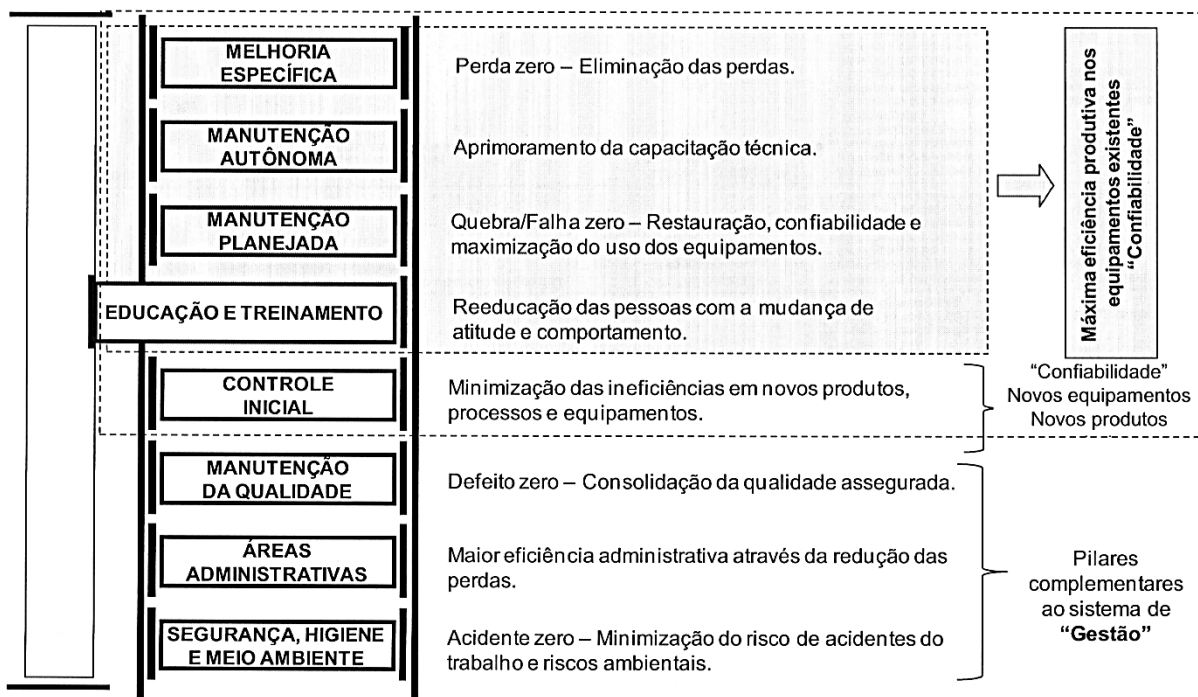 MELHORIA
ESPECÍFICA
Perda zero – Eliminação das perdas.
MANUTENÇÃO
AUTÔNOMA
Aprimoramento da capacitação técnica.
MANUTENÇÃO
PLANEJADA
Quebra/Falha zero – Restauração, confiabilidade e
maximização do uso dos equipamentos.
EDUCAÇÃO E TREINAMENTO
Reeducação das pessoas com a mudança de
atitude e comportamento.
Máxima eficiência produtiva nos
equipamentos existentes
“Confiabilidade”
CONTROLE
INICIAL
Minimização das ineficiências em novos produtos,
processos e equipamentos.
“Confiabilidade”
Novos equipamentos
Novos produtos
MANUTENÇÃO
DA QUALIDADE
Defeito zero – Consolidação da qualidade assegurada.
ÁREAS
ADMINISTRATIVAS
Maior eficiência administrativa através da redução das
perdas.
SEGURANÇA, HIGIENE
E MEIO AMBIENTE
Acidente zero – Minimização do risco de acidentes do
trabalho e riscos ambientais.
Pilares
complementares
ao sistema de
“Gestão”